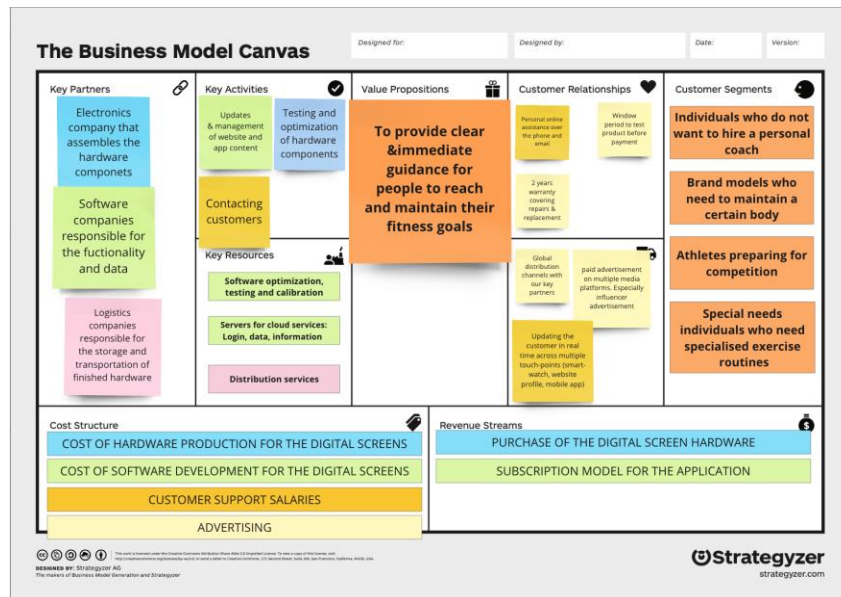 The Business Model Canvas
Designed for:
Designed by:
Date:
Version:
Key Partners
Electronics
company that
assembles the
hardware
componets
Software
companies
responsible for
the fuctionality
and data
Logistics
companies
responsible for
the storage and
transportation of
finished hardware
Key Activities
Updates
& management
of website and
app content
Testing and
optimization
of hardware
components
Contacting
customers
Key Resources
Software optimization,
testing and calibration
Servers for cloud services:
Login, data, information
Distribution services
Value Propositions
To provide clear
&immediate
guidance for
people to reach
and maintain their
fitness goals
Customer Relationships
Personal online
assistance over
the phone and
email
Window
period to test
product before
payment
2 years
warranty
covering
repairs &
replacement
Global
distribution
channels with
our key
partners
paid advertisement
on multiple media
platforms. Especially
influencer
advertisement
Updating the
customer in real
time across multiple
touch-points (smart-
watch, website
profile, mobile app)
Customer Segments
Individuals who do not
want to hire a personal
coach
Brand models who
need to maintain a
certain body
Athletes preparing for
competition
Special needs
individuals who need
specialised exercise
routines
Cost Structure
COST OF HARDWARE PRODUCTION FOR THE DIGITAL SCREENS
COST OF SOFTWARE DEVELOPMENT FOR THE DIGITAL SCREENS
CUSTOMER SUPPORT SALARIES
ADVERTISING
Revenue Streams
PURCHASE OF THE DIGITAL SCREEN HARDWARE
SUBSCRIPTION MODEL FOR THE APPLICATION
DESIGNED BY: Strategyzer AG
The makers of Business Model Generation and Strategyzer
Strategyzer
strategyzer.com